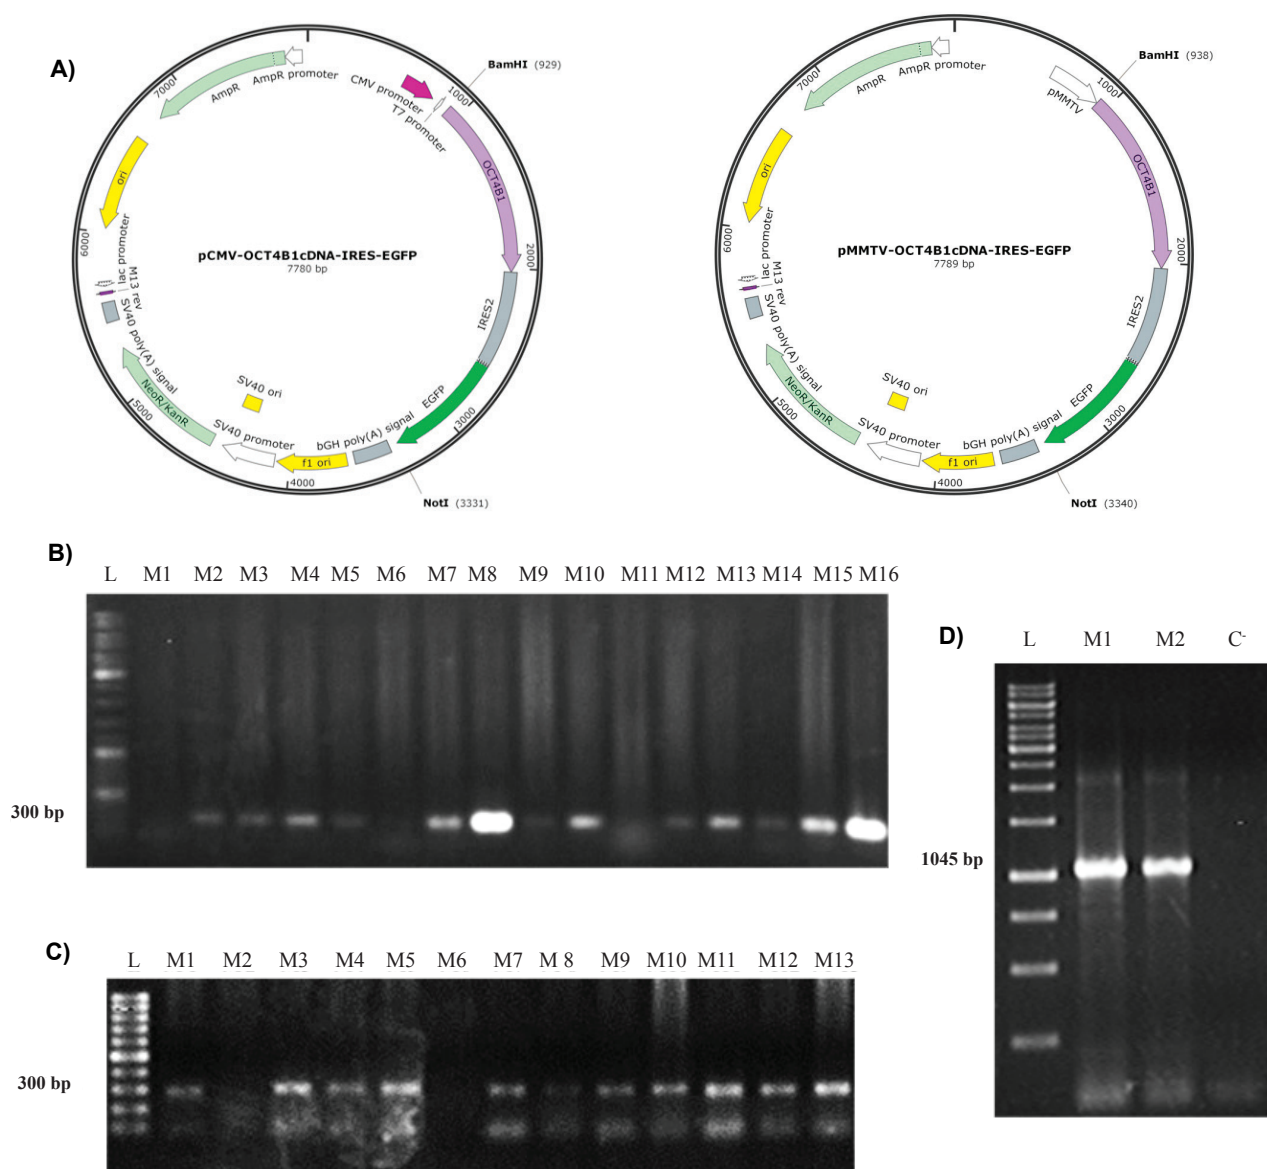 A)
AmpR promoter
AmpR
7000
CMV promoter
T7 promoter
BamHI (929)
1000
OCT4B1
ori
6000
lac promoter
M13 rev
SV40 poly(A) signal
pCMV-OCT4B1cDNA-IRES-EGFP
7780 bp
2000
IRES2
NeoR/KanR
5000
SV40 ori
SV40 promoter
f1 ori
4000
bGH poly(A) signal
EGFP
3000
NotI (3331)
AmpR promoter
AmpR
7000
pMMTV
BamHI (938)
1000
OCT4B1
ori
6000
lac promoter
M13 rev
SV40 poly(A) signal
pMMTV-OCT4B1cDNA-IRES-EGFP
7789 bp
2000
IRES2
NeoR/KanR
5000
SV40 ori
SV40 promoter
f1 ori
4000
bGH poly(A) signal
EGFP
3000
NotI (3340)
B)
L M1 M2 M3 M4 M5 M6 M7 M8 M9 M10 M11 M12 M13 M14 M15 M16
300 bp
C)
L M1 M2 M3 M4 M5 M6 M7 M 8 M9 M10 M11 M12 M13
300 bp
D)
L M1 M2 C-
1045 bp